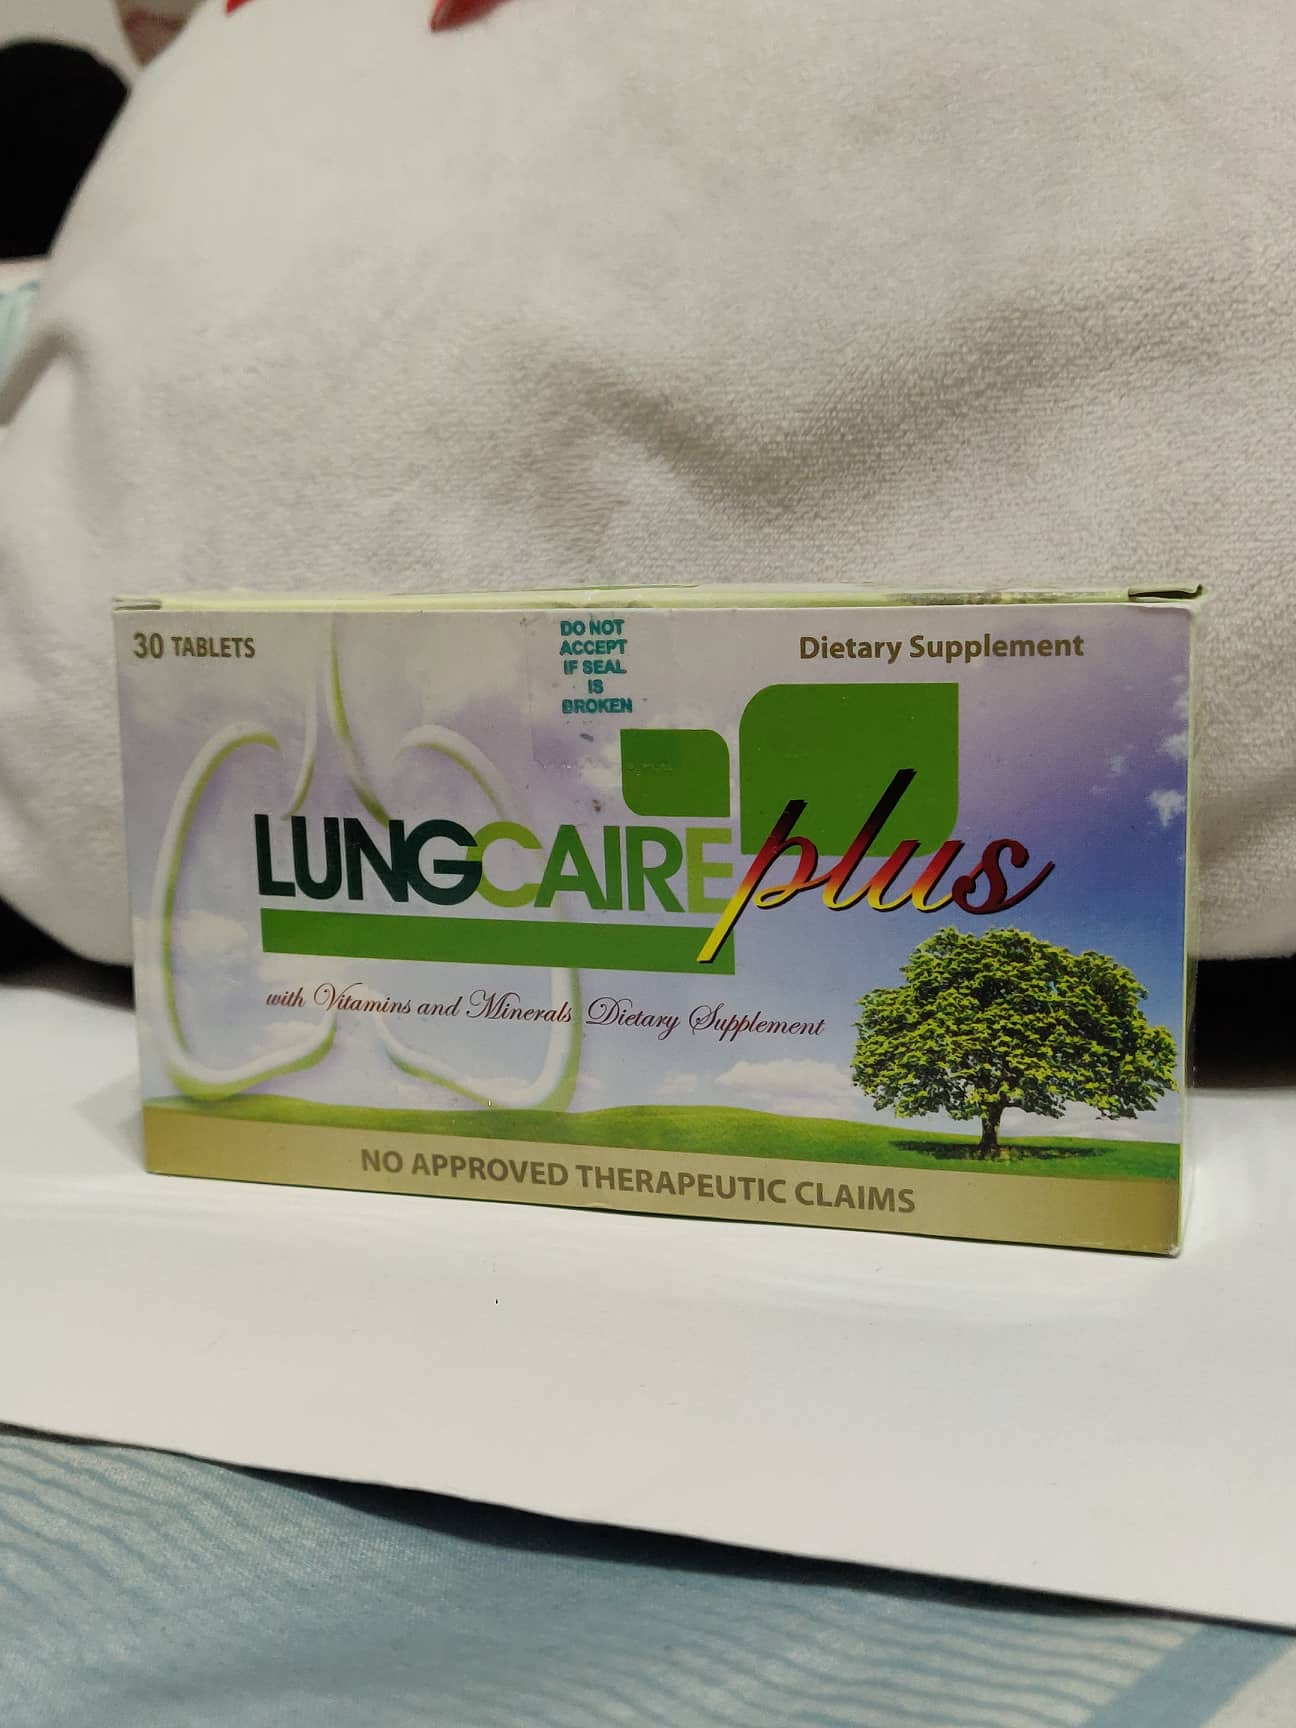 30 TABLETS
DO NOT
ACCEPT
IF SEAL
IS
BROKEN
Dietary Supplement
LUNGCAIRE plus
with Vitamins and Minerals Dietary Supplement
NO APPROVED THERAPEUTIC CLAIMS